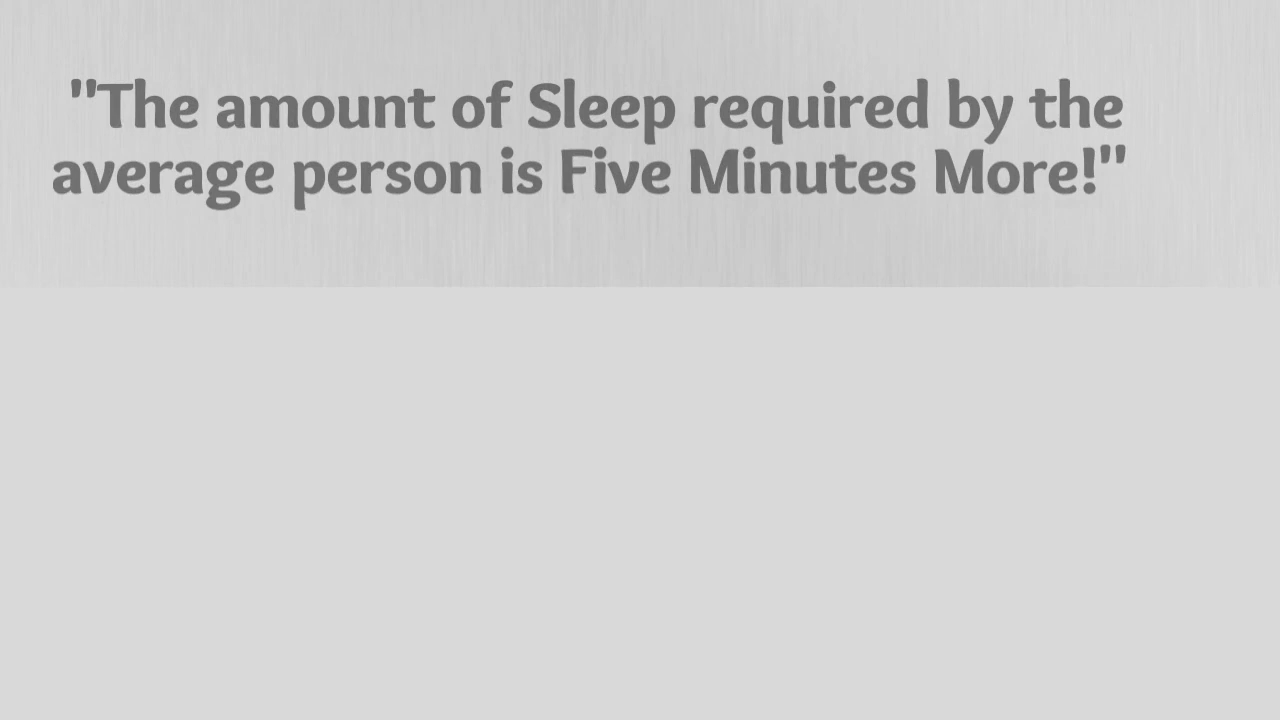 "The amount of Sleep required by the
average person is Five Minutes More!"